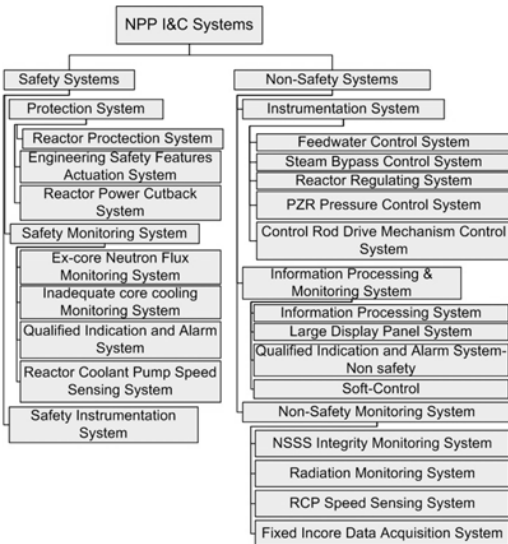 NPP I&C Systems
Safety Systems
Protection System
Reactor Proctection System
Engineering Safety Features
Actuation System
Reactor Power Cutback
System
Safety Monitoring System
Ex-core Neutron Flux
Monitoring System
Inadequate core cooling
Monitoring System
Qualified Indication and Alarm
System
Reactor Coolant Pump Speed
Sensing System
Safety Instrumentation
System
Non-Safety Systems
Instrumentation System
Feedwater Control System
Steam Bypass Control System
Reactor Regulating System
PZR Pressure Control System
Control Rod Drive Mechanism Control
System
Information Processing &
Monitoring System
Information Processing System
Large Display Panel System
Qualified Indication and Alarm System-
Non safety
Soft-Control
Non-Safety Monitoring System
NSSS Integrity Monitoring System
Radiation Monitoring System
RCP Speed Sensing System
Fixed Incore Data Acquisition System